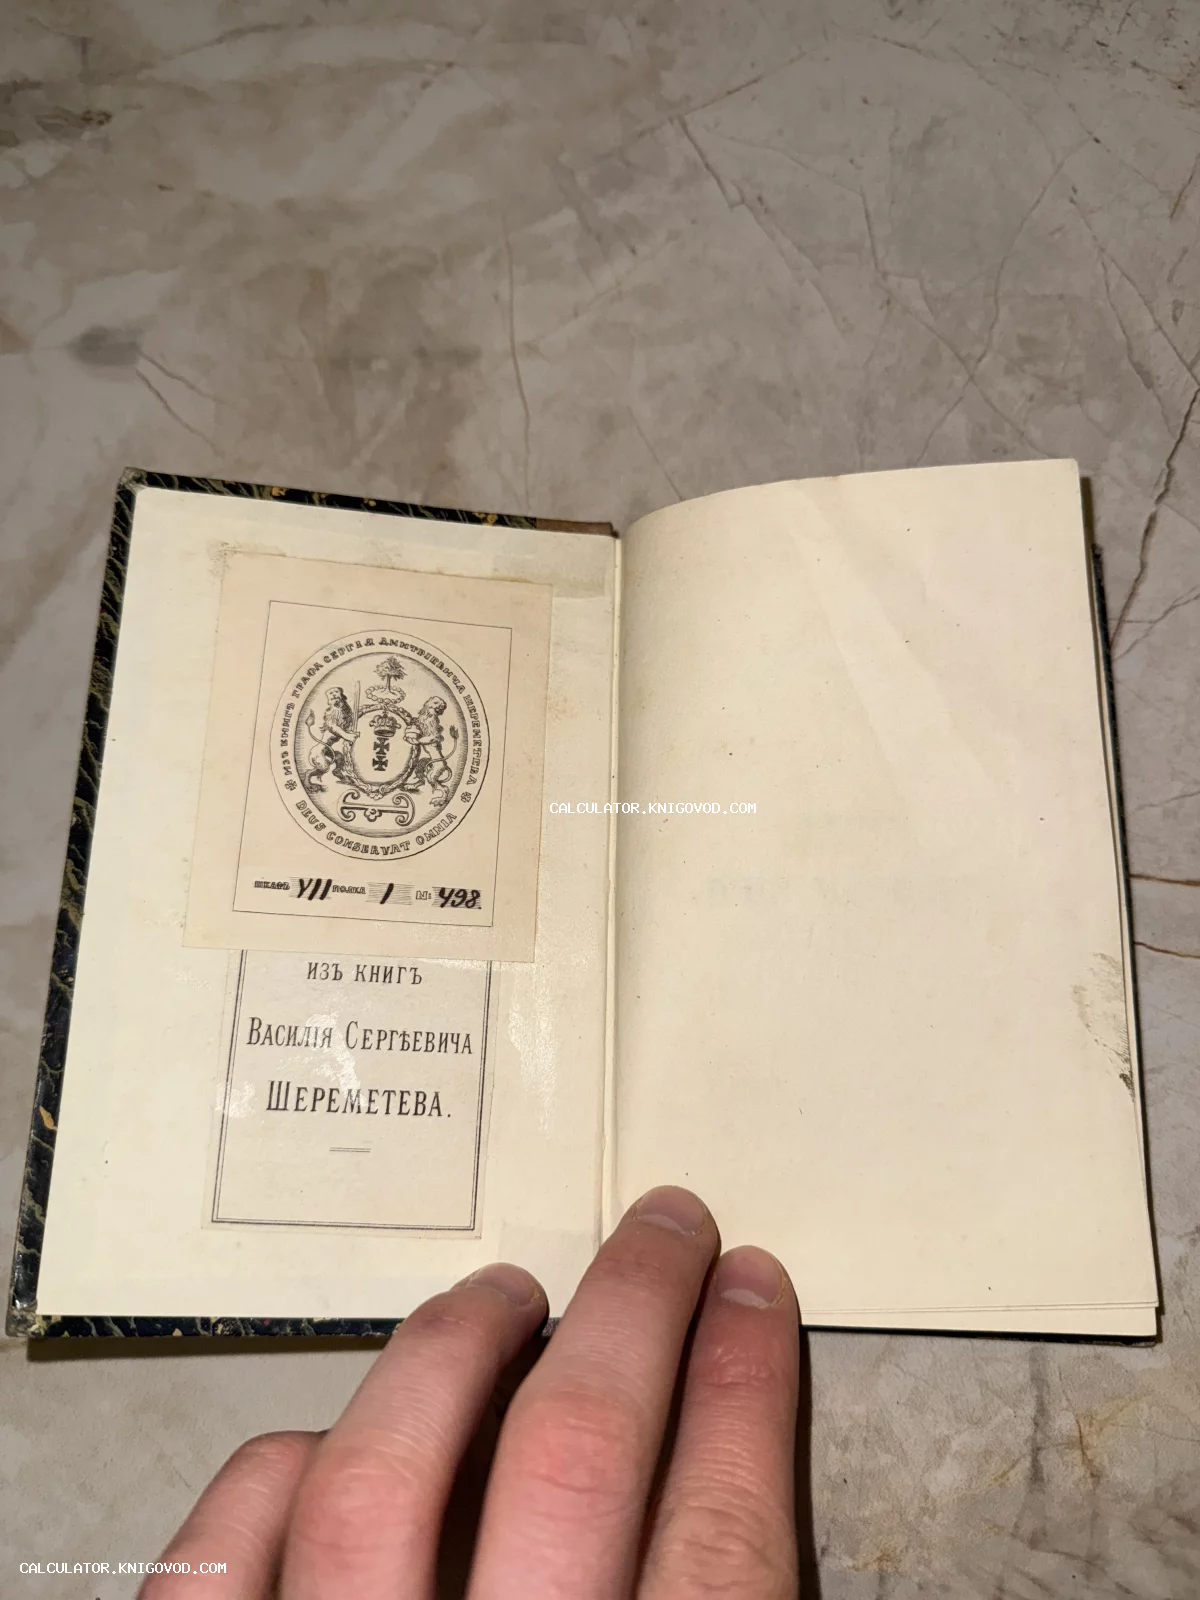 ИЗЪ КНИГЪ ГРАФА СЕРГІЯ ДМИТРІЕВИЧА ШЕРЕМЕТЕВА
DEUS CONSERVAT OMNIA
ШКАФЪ VII ПОЛКА 1 №: 498.
ИЗЪ КНИГЪ
ВАСИЛІЯ СЕРГѢЕВИЧА
ШЕРЕМЕТЕВА.
CALCULATOR.KNIGOVOD.COM
CALCULATOR.KNIGOVOD.COM